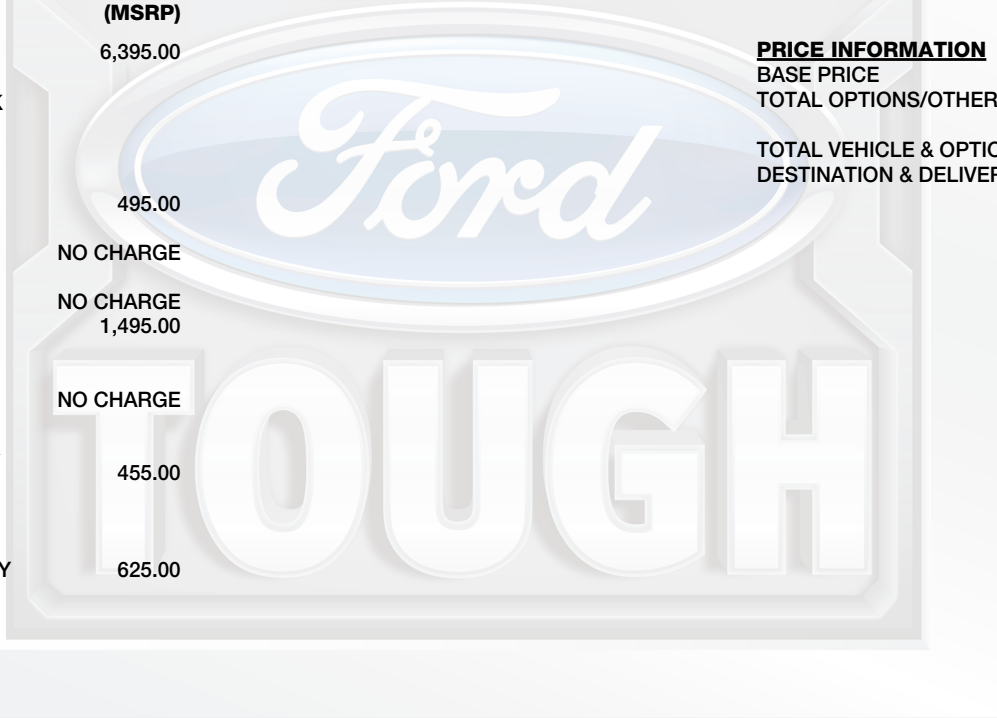 (MSRP)
6,395.00
495.00
NO CHARGE
NO CHARGE
1,495.00
NO CHARGE
455.00
Y 625.00
PRICE INFORMATION
BASE PRICE
TOTAL OPTIONS/OTHER
TOTAL VEHICLE & OPTIO
DESTINATION & DELIVER
Ford
TOUGH